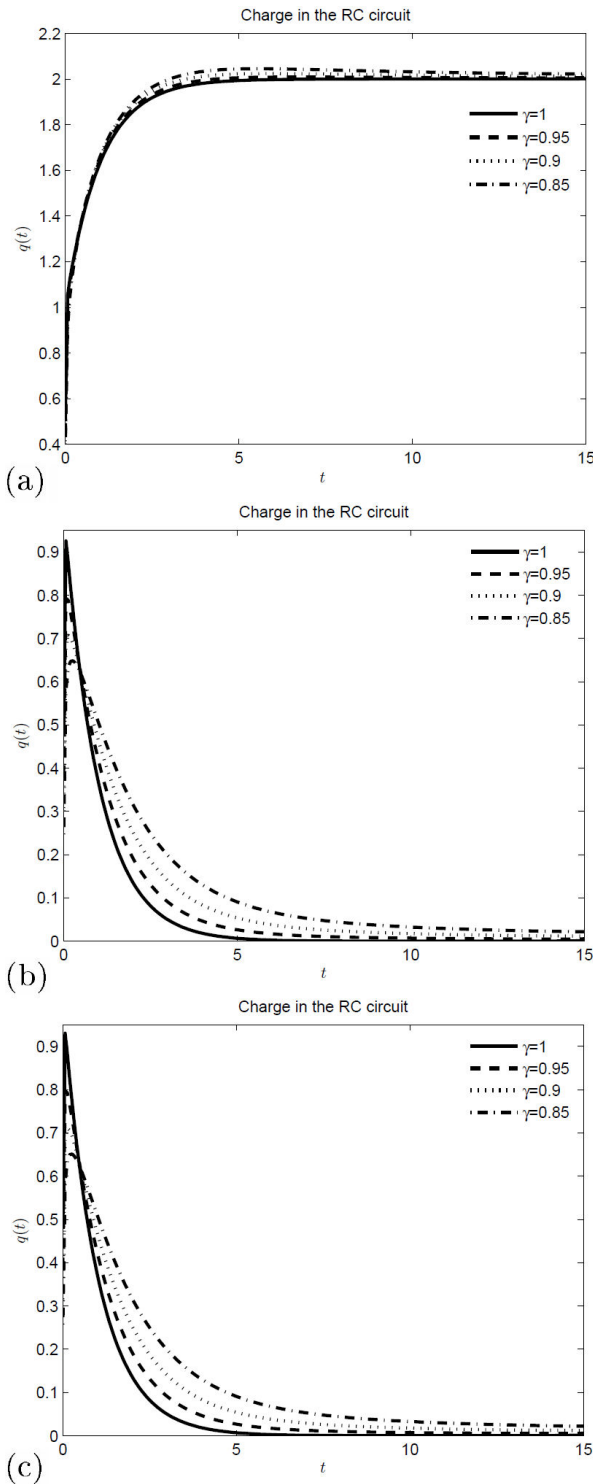 Charge in the RC circuit
2.2
2
1.8
1.6
1.4
1.2
1
0.8
0.6
0.4
q(t)
γ=1
γ=0.95
γ=0.9
γ=0.85
0 5 10 15
t
(a)
Charge in the RC circuit
0.9
0.8
0.7
0.6
0.5
0.4
0.3
0.2
0.1
0
q(t)
γ=1
γ=0.95
γ=0.9
γ=0.85
0 5 10 15
t
(b)
Charge in the RC circuit
0.9
0.8
0.7
0.6
0.5
0.4
0.3
0.2
0.1
0
q(t)
γ=1
γ=0.95
γ=0.9
γ=0.85
0 5 10 15
t
(c)